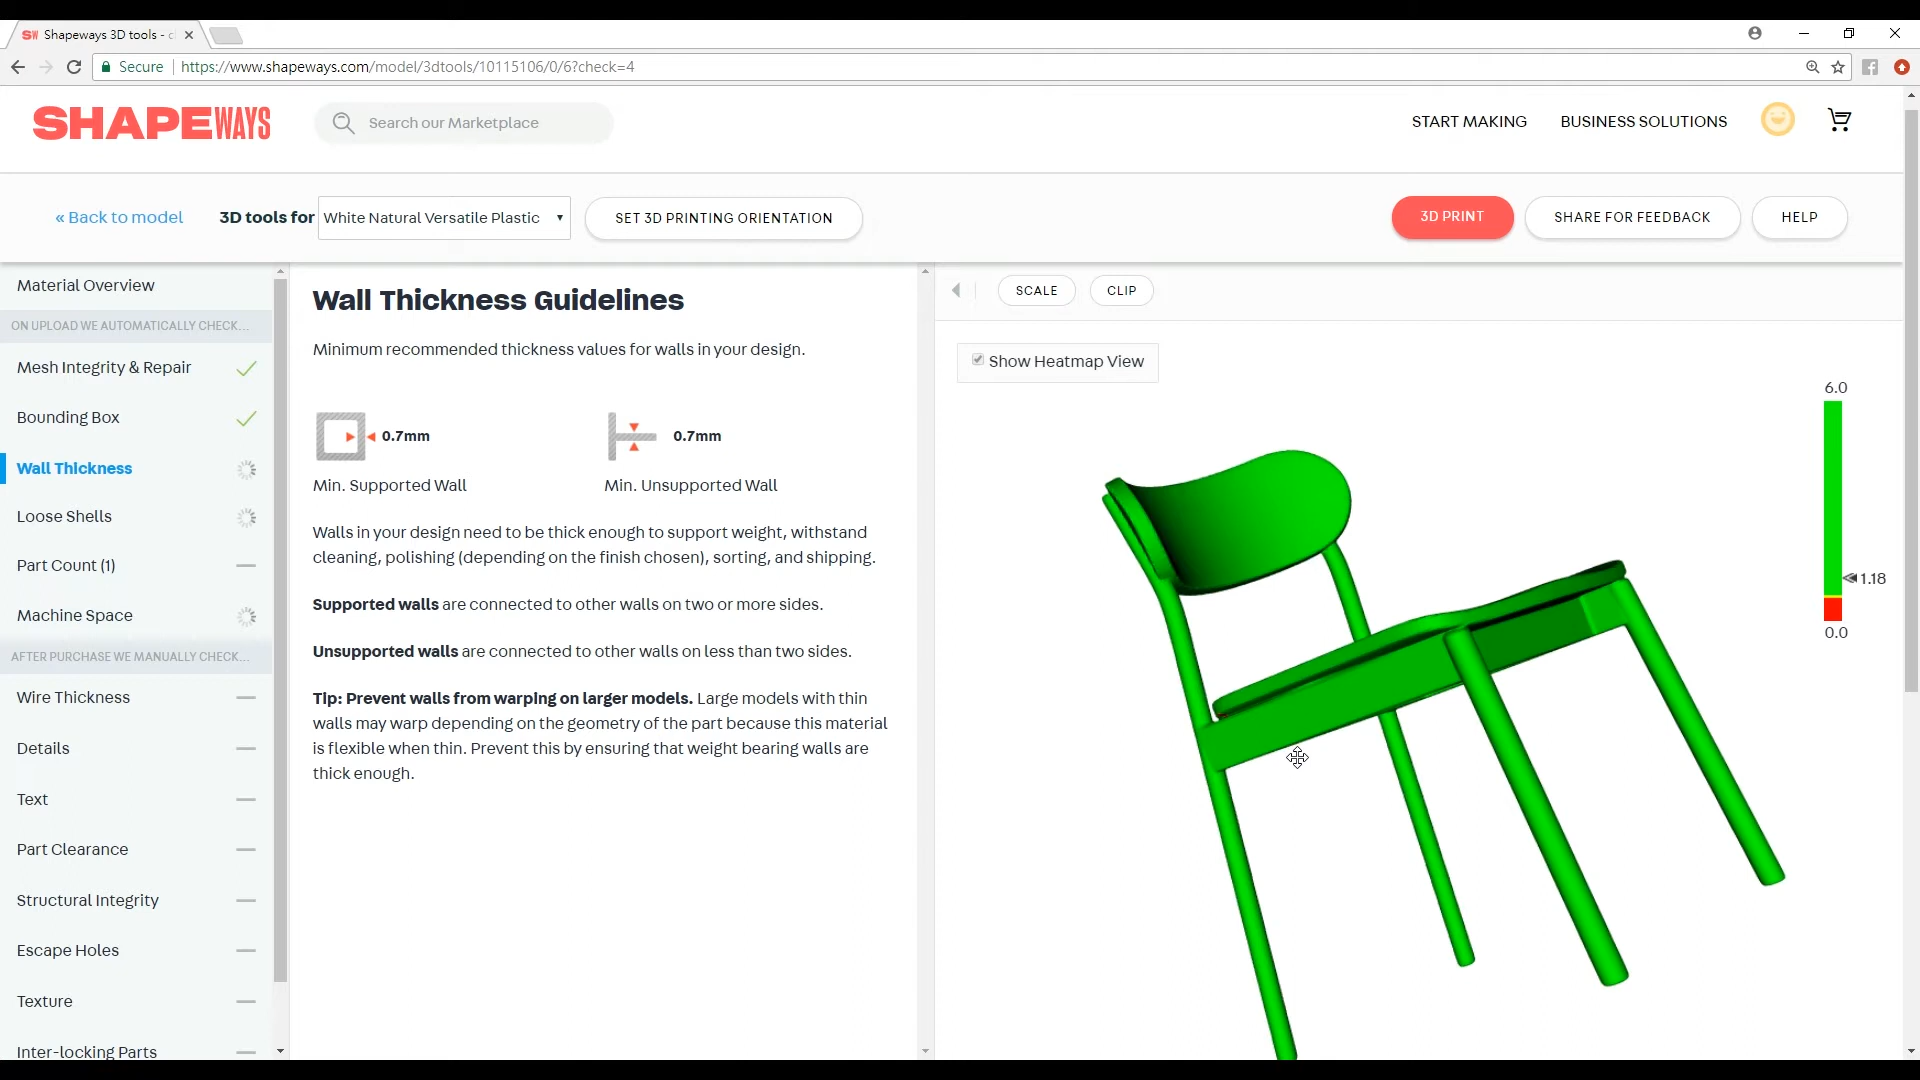 SW Shapeways 3D tools - c
Secure https://www.shapeways.com/model/3dtools/10115106/0/6?check=4
SHAPEWAYS
Search our Marketplace
START MAKING
BUSINESS SOLUTIONS
« Back to model
3D tools for
White Natural Versatile Plastic
SET 3D PRINTING ORIENTATION
3D PRINT
SHARE FOR FEEDBACK
HELP
Material Overview
ON UPLOAD WE AUTOMATICALLY CHECK...
Mesh Integrity & Repair
Bounding Box
Wall Thickness
Loose Shells
Part Count (1)
Machine Space
AFTER PURCHASE WE MANUALLY CHECK...
Wire Thickness
Details
Text
Part Clearance
Structural Integrity
Escape Holes
Texture
Inter-locking Parts
Wall Thickness Guidelines
Minimum recommended thickness values for walls in your design.
0.7mm
Min. Supported Wall
0.7mm
Min. Unsupported Wall
Walls in your design need to be thick enough to support weight, withstand
cleaning, polishing (depending on the finish chosen), sorting, and shipping.
Supported walls are connected to other walls on two or more sides.
Unsupported walls are connected to other walls on less than two sides.
Tip: Prevent walls from warping on larger models. Large models with thin
walls may warp depending on the geometry of the part because this material
is flexible when thin. Prevent this by ensuring that weight bearing walls are
thick enough.
SCALE
CLIP
Show Heatmap View
6.0
1.18
0.0